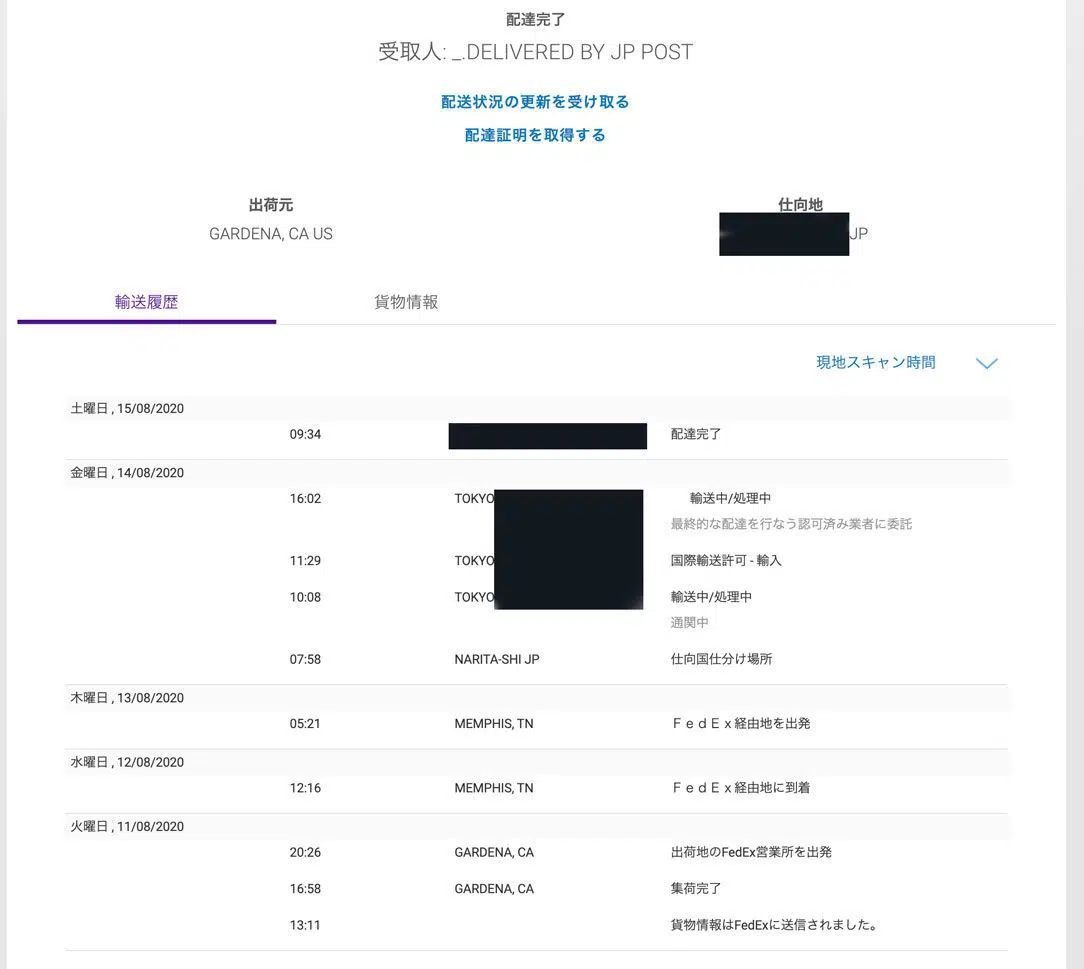 配達完了
受取人: _.DELIVERED BY JP POST
配送状況の更新を受け取る
配達証明を取得する
出荷元 仕向地
GARDENA, CA US JP
輸送履歴 貨物情報
現地スキャン時間
土曜日 , 15/08/2020
09:34 配達完了
金曜日 , 14/08/2020
16:02 TOKYO 輸送中/処理中
最終的な配達を行なう認可済み業者に委託
11:29 TOKYO 国際輸送許可 - 輸入
10:08 TOKYO 輸送中/処理中
通関中
07:58 NARITA-SHI JP 仕向国仕分け場所
木曜日 , 13/08/2020
05:21 MEMPHIS, TN ＦｅｄＥｘ経由地を出発
水曜日 , 12/08/2020
12:16 MEMPHIS, TN ＦｅｄＥｘ経由地に到着
火曜日 , 11/08/2020
20:26 GARDENA, CA 出荷地のFedEx営業所を出発
16:58 GARDENA, CA 集荷完了
13:11 貨物情報はFedExに送信されました。